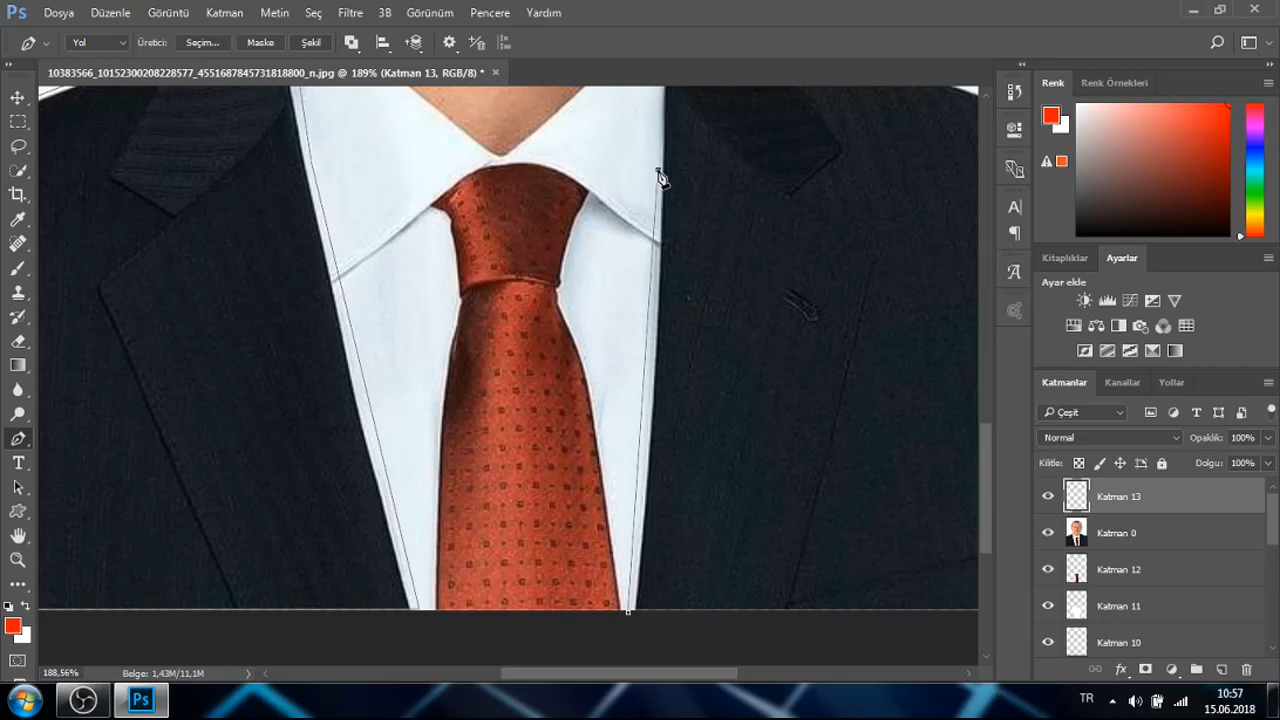 Ps Dosya Düzenle Görüntü Katman Metin Seç Filtre 3B Görünüm Pencere Yardım
Yol Üretici: Seçim... Maske Şekil
10383566_10152300208228577_4551687845731818800_n.jpg @ 189% (Katman 13, RGB/8) *
Renk Renk Örnekleri
Kitaplıklar Ayarlar
Ayar ekle
Katmanlar Kanallar Yollar
Çeşit
Normal Opaklık: 100%
Kilitle: Dolgu: 100%
Katman 13
Katman 0
Katman 12
Katman 11
Katman 10
188,56% Belge: 1,43M/11,1M
Ps TR 10:57
15.06.2018